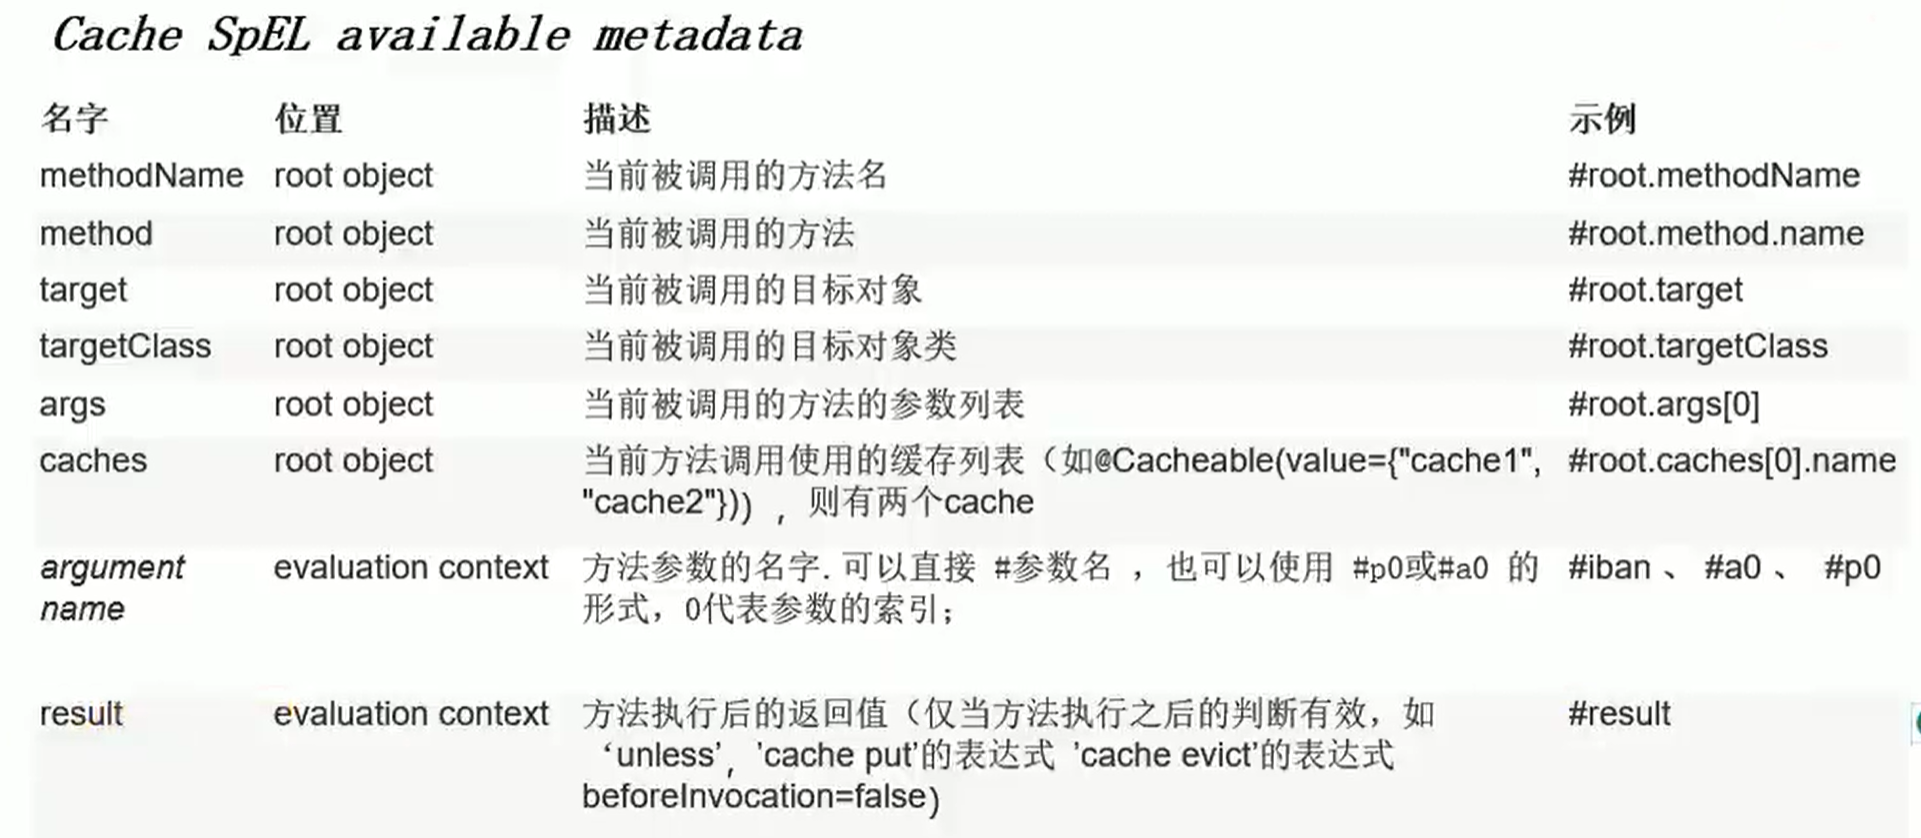 Cache SpEL available metadata
名字 位置 描述 示例
methodName root object 当前被调用的方法名 #root.methodName
method root object 当前被调用的方法 #root.method.name
target root object 当前被调用的目标对象 #root.target
targetClass root object 当前被调用的目标对象类 #root.targetClass
args root object 当前被调用的方法的参数列表 #root.args[0]
caches root object 当前方法调用使用的缓存列表（如@Cacheable(value={"cache1", #root.caches[0].name
"cache2"})），则有两个cache
argument evaluation context 方法参数的名字. 可以直接 #参数名 ，也可以使用 #p0或#a0 的 #iban 、 #a0 、 #p0
name 形式，0代表参数的索引；
result evaluation context 方法执行后的返回值（仅当方法执行之后的判断有效，如 #result
‘unless’，’cache put’的表达式 ’cache evict’的表达式
beforeInvocation=false）